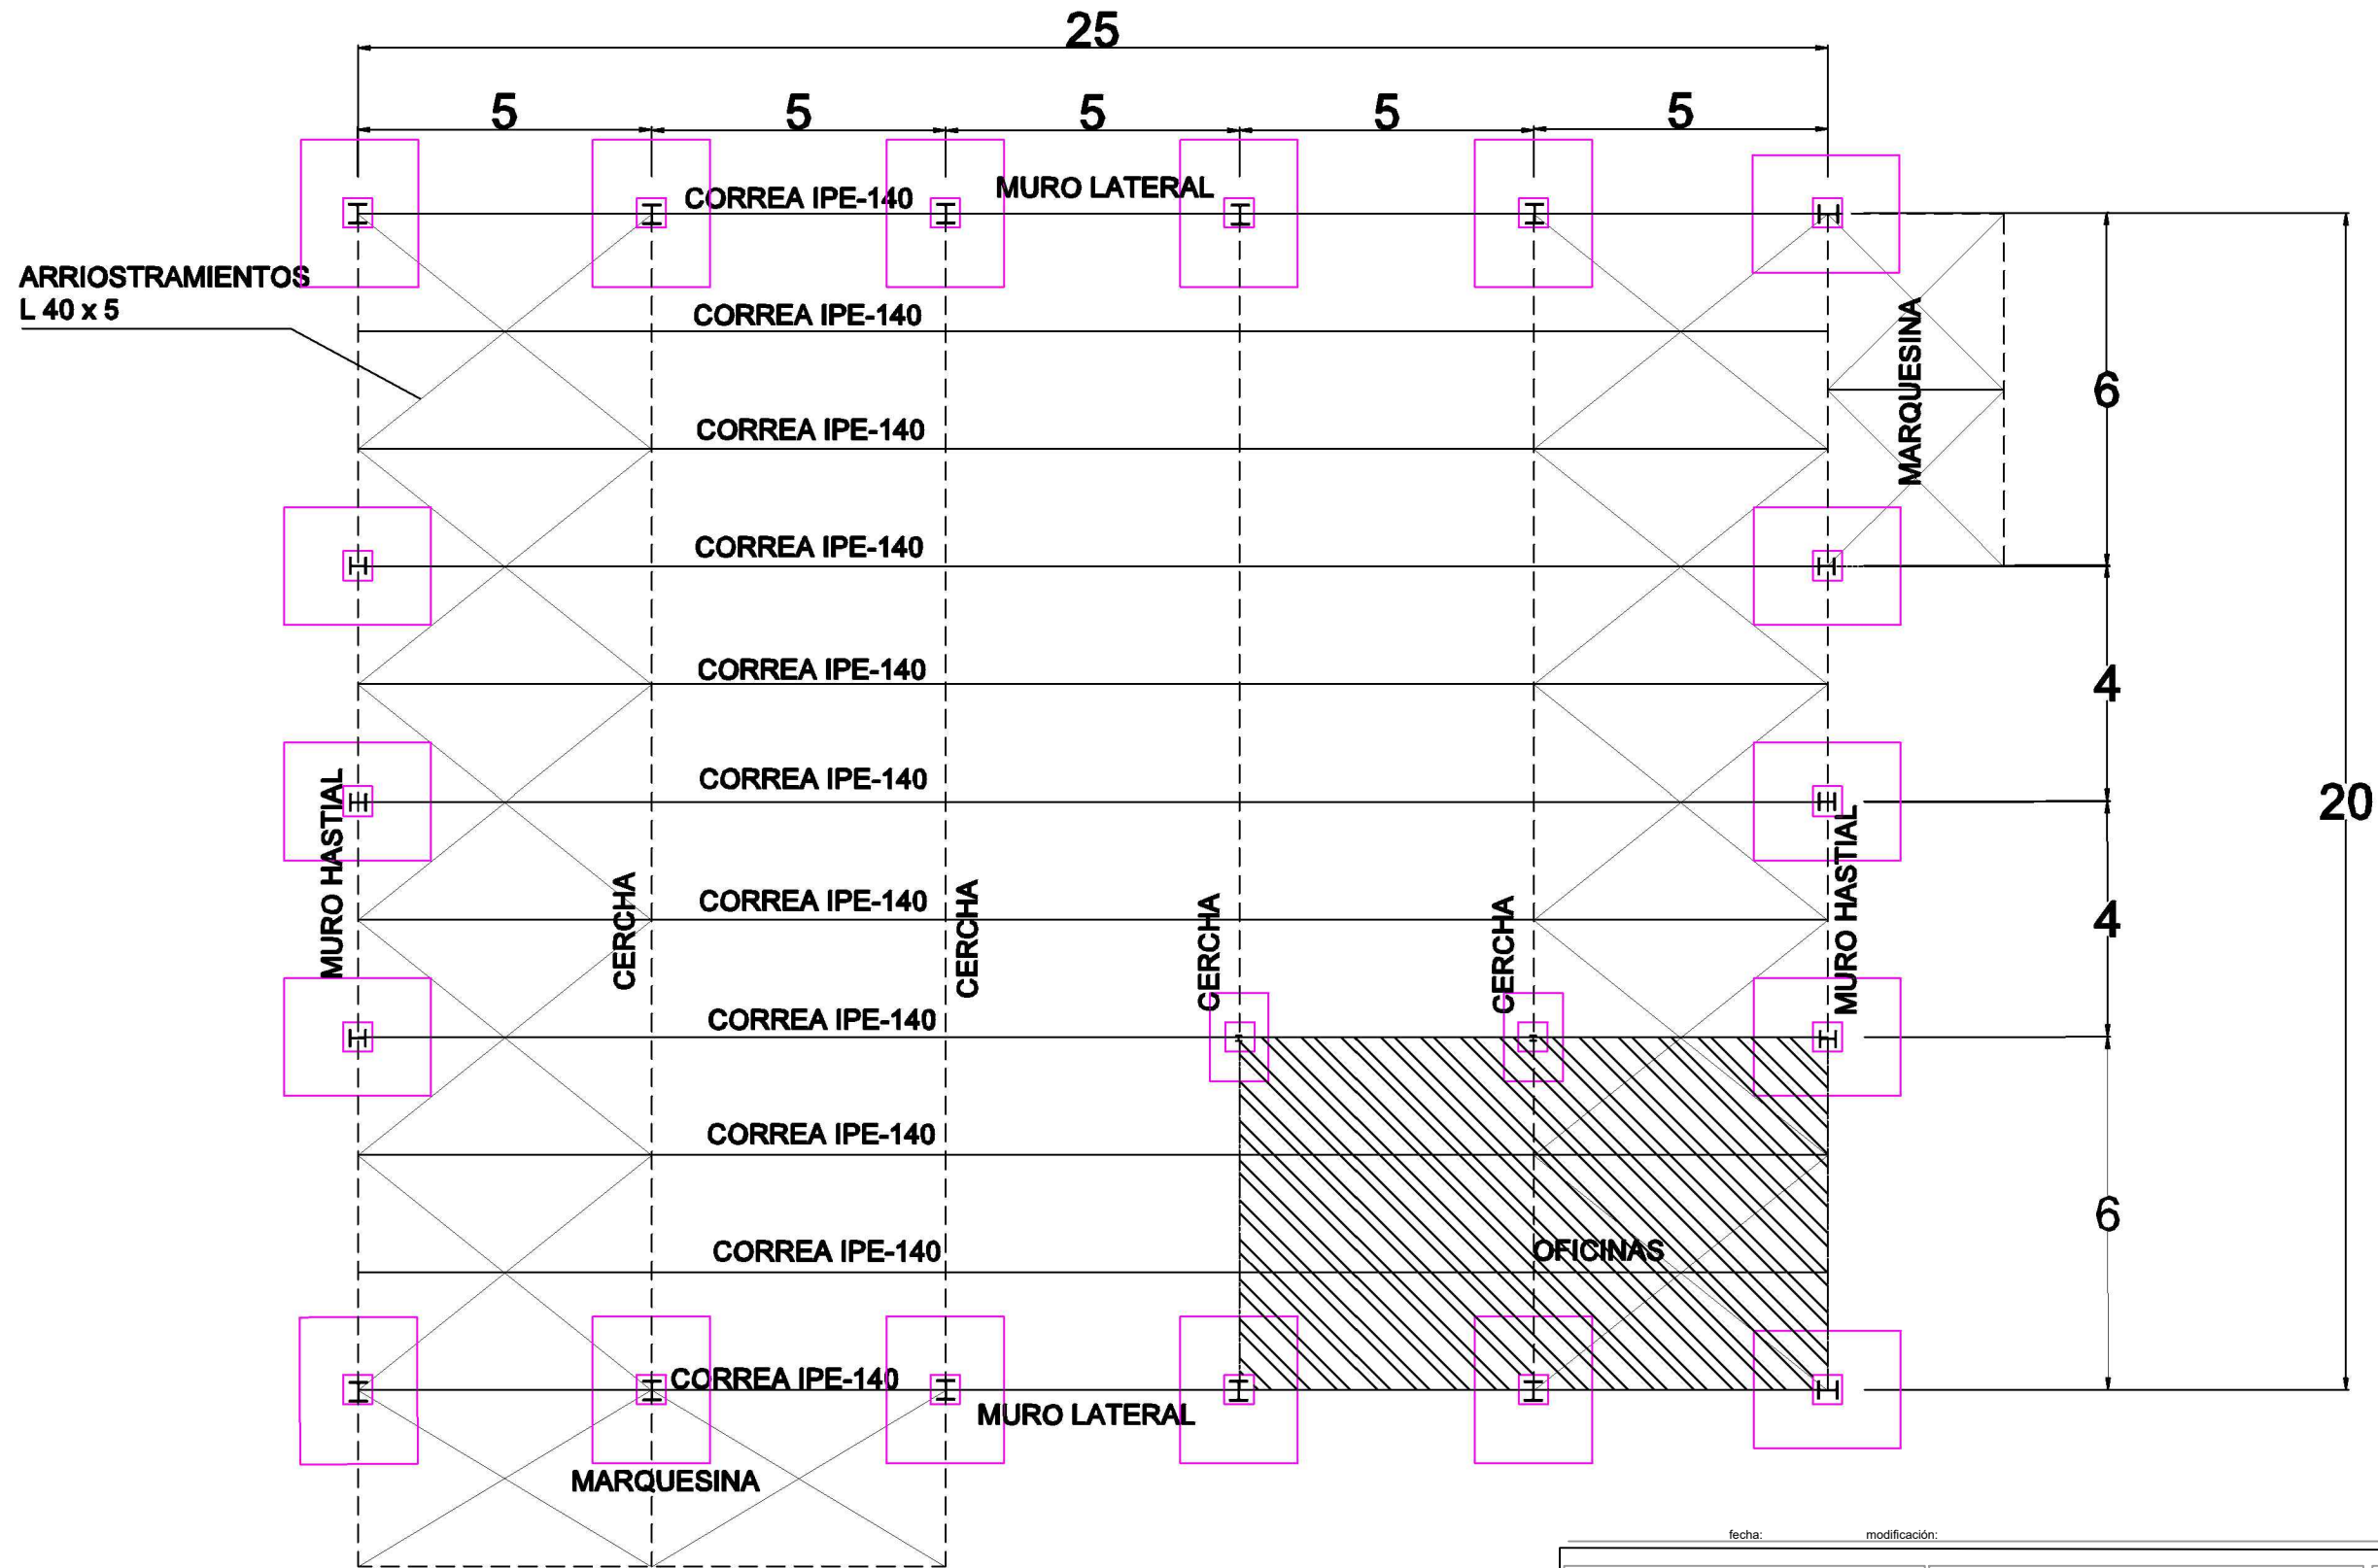 25
5 5 5 5 5
CORREA IPE-140
MURO LATERAL
ARRIOSTRAMIENTOS
L 40 x 5
CORREA IPE-140
MARQUESINA
6
CORREA IPE-140
CORREA IPE-140
CORREA IPE-140
4
CORREA IPE-140
20
MURO HASTIAL
CERCHA
CERCHA
CERCHA
CERCHA
MURO HASTIAL
CORREA IPE-140
4
CORREA IPE-140
CORREA IPE-140
6
CORREA IPE-140
OFICINAS
CORREA IPE-140
MURO LATERAL
MARQUESINA
fecha: modificación: